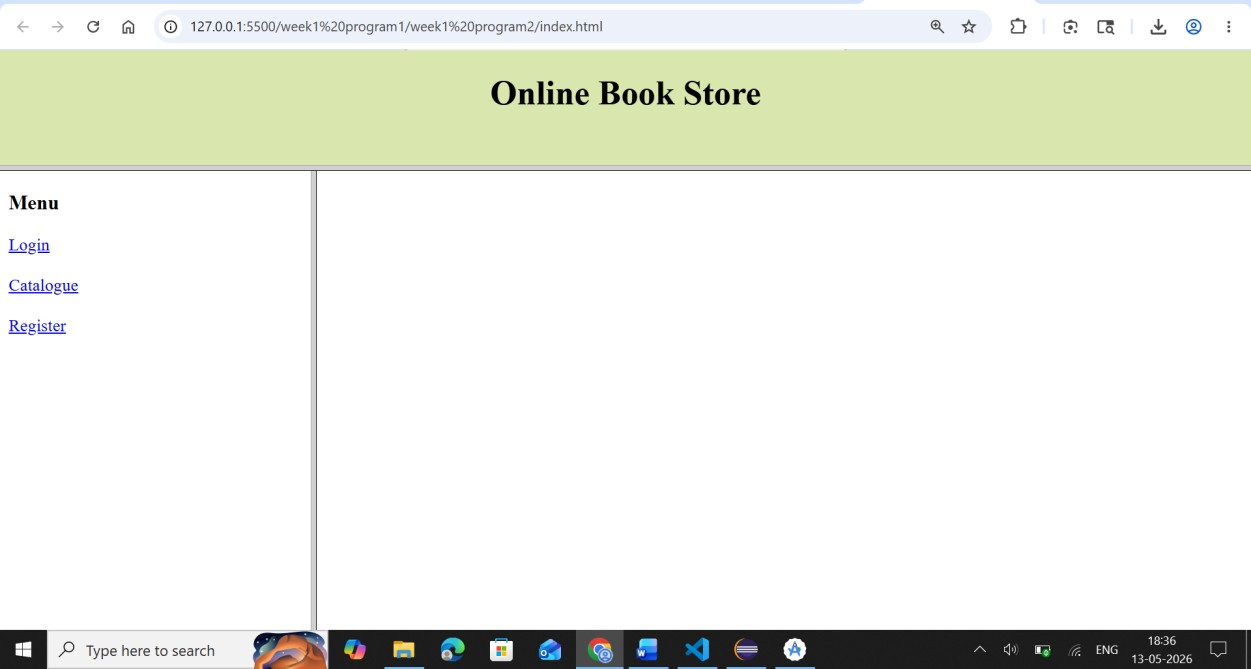 127.0.0.1:5500/week1%20program1/week1%20program2/index.html
Online Book Store
Menu
Login
Catalogue
Register
Type here to search
ENG
18:36
13-05-2026